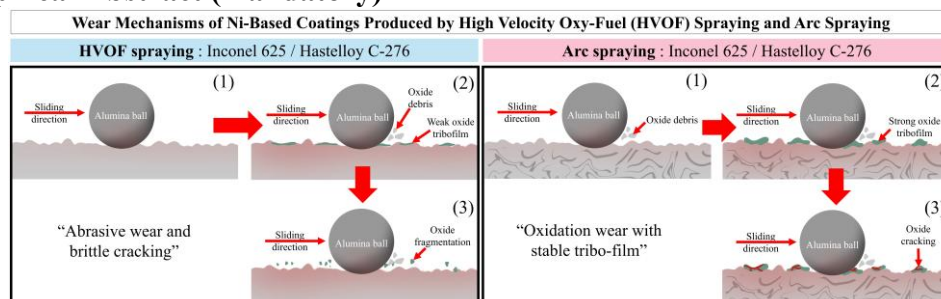 Abstract (mandatory)
Wear Mechanisms of Ni-Based Coatings Produced by High Velocity Oxy-Fuel (HVOF) Spraying and Arc Spraying
HVOF spraying : Inconel 625 / Hastelloy C-276
(1)
Sliding
direction
Alumina ball
(2)
Sliding
direction
Alumina ball
Oxide
debris
Weak oxide
tribofilm
(3)
Sliding
direction
Alumina ball
Oxide
fragmentation
“Abrasive wear and
brittle cracking”
Arc spraying : Inconel 625 / Hastelloy C-276
(1)
Sliding
direction
Alumina ball
Oxide debris
(2)
Sliding
direction
Alumina ball
Strong oxide
tribofilm
(3)
Sliding
direction
Alumina ball
Oxide
cracking
“Oxidation wear with
stable tribo-film”